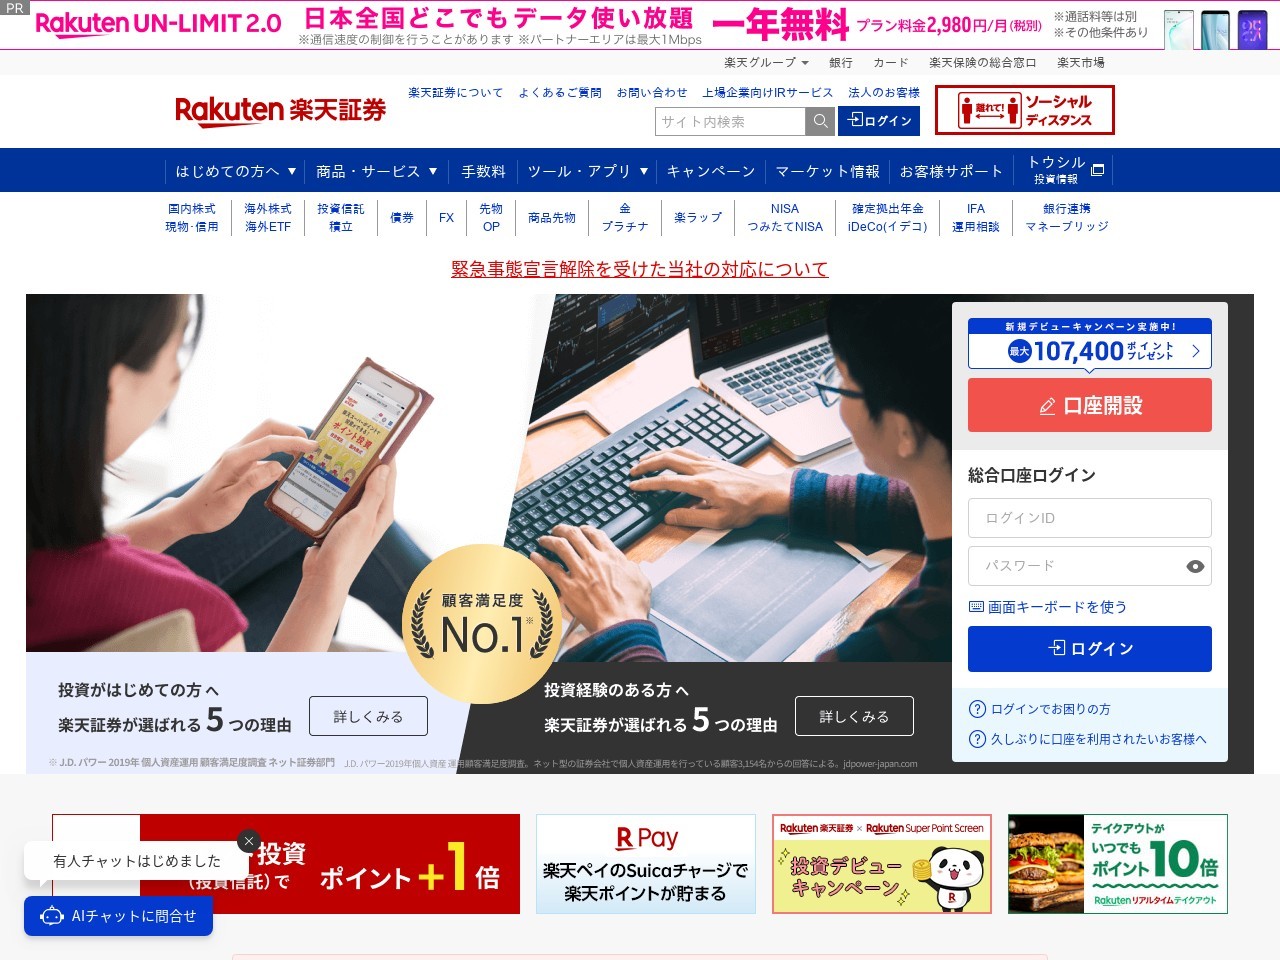 PR
Rakuten UN-LIMIT 2.0
日本全国どこでもデータ使い放題
※通信速度の制御を行うことがあります ※パートナーエリアは最大1Mbps
一年無料
プラン料金2,980円/月(税別)
※通話料等は別
※その他条件あり
楽天グループ 銀行 カード 楽天保険の総合窓口 楽天市場
Rakuten 楽天証券
楽天証券について よくあるご質問 お問い合わせ 上場企業向けIRサービス 法人のお客様
サイト内検索
ログイン
離れて!
ソーシャル
ディスタンス
はじめての方へ 商品・サービス 手数料 ツール・アプリ キャンペーン マーケット情報 お客様サポート トウシル
投資情報
国内株式
現物･信用
海外株式
海外ETF
投資信託
積立
債券
FX
先物
OP
商品先物
金
プラチナ
楽ラップ
NISA
つみたてNISA
確定拠出年金
iDeCo(イデコ)
IFA
運用相談
銀行連携
マネーブリッジ
緊急事態宣言解除を受けた当社の対応について
ポイント投資
顧客満足度
No.1※
投資がはじめての方へ
楽天証券が選ばれる5つの理由
詳しくみる
投資経験のある方へ
楽天証券が選ばれる5つの理由
詳しくみる
※ J.D. パワー 2019年 個人資産運用 顧客満足度調査 ネット証券部門
J.D. パワー2019年個人資産 運用顧客満足度調査。ネット型の証券会社で個人資産運用を行っている顧客3,154名からの回答による。jdpower-japan.com
新規デビューキャンペーン実施中!
最大107,400ポイント
プレゼント
口座開設
総合口座ログイン
ログインID
パスワード
画面キーボードを使う
ログイン
ログインでお困りの方
久しぶりに口座を利用されたいお客様へ
投資
(投資信託)で
ポイント+1倍
有人チャットはじめました
AIチャットに問合せ
R Pay
楽天ペイのSuicaチャージで
楽天ポイントが貯まる
Rakuten 楽天証券 × Rakuten Super Point Screen
投資デビュー
キャンペーン
R
テイクアウトが
いつでも
ポイント10倍
Rakuten リアルタイムテイクアウト